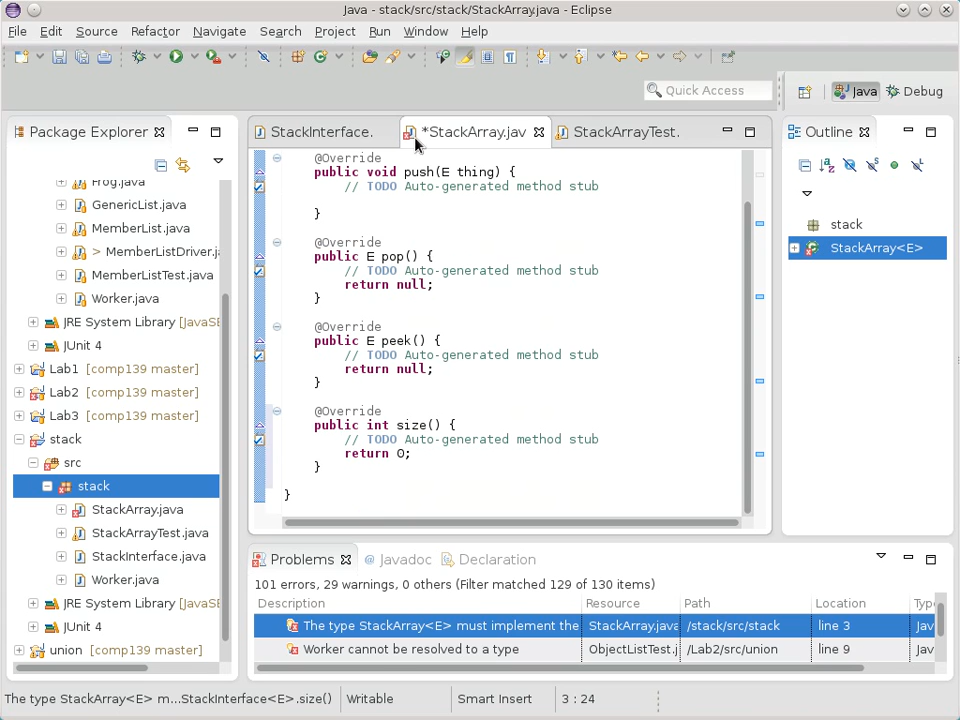 Java - stack/src/stack/StackArray.java - Eclipse
File Edit Source Refactor Navigate Search Project Run Window Help
Quick Access
Java
Debug
Package Explorer
Frog.java
GenericList.java
MemberList.java
> MemberListDriver.ja
MemberListTest.java
Worker.java
JRE System Library [JavaSE
JUnit 4
Lab1 [comp139 master]
Lab2 [comp139 master]
Lab3 [comp139 master]
stack
src
stack
StackArray.java
StackArrayTest.java
StackInterface.java
Worker.java
JRE System Library [JavaSE
JUnit 4
union [comp139 master]
StackInterface.
*StackArray.jav
StackArrayTest.
@Override
public void push(E thing) {
// TODO Auto-generated method stub
}
@Override
public E pop() {
// TODO Auto-generated method stub
return null;
}
@Override
public E peek() {
// TODO Auto-generated method stub
return null;
}
@Override
public int size() {
// TODO Auto-generated method stub
return 0;
}
}
Outline
stack
StackArray<E>
Problems
@ Javadoc
Declaration
101 errors, 29 warnings, 0 others (Filter matched 129 of 130 items)
Description Resource Path Location Type
The type StackArray<E> must implement the StackArray.java /stack/src/stack line 3 Jav
Worker cannot be resolved to a type ObjectListTest.j /Lab2/src/union line 9 Jav
The type StackArray<E> m...StackInterface<E>.size() Writable Smart Insert 3 : 24